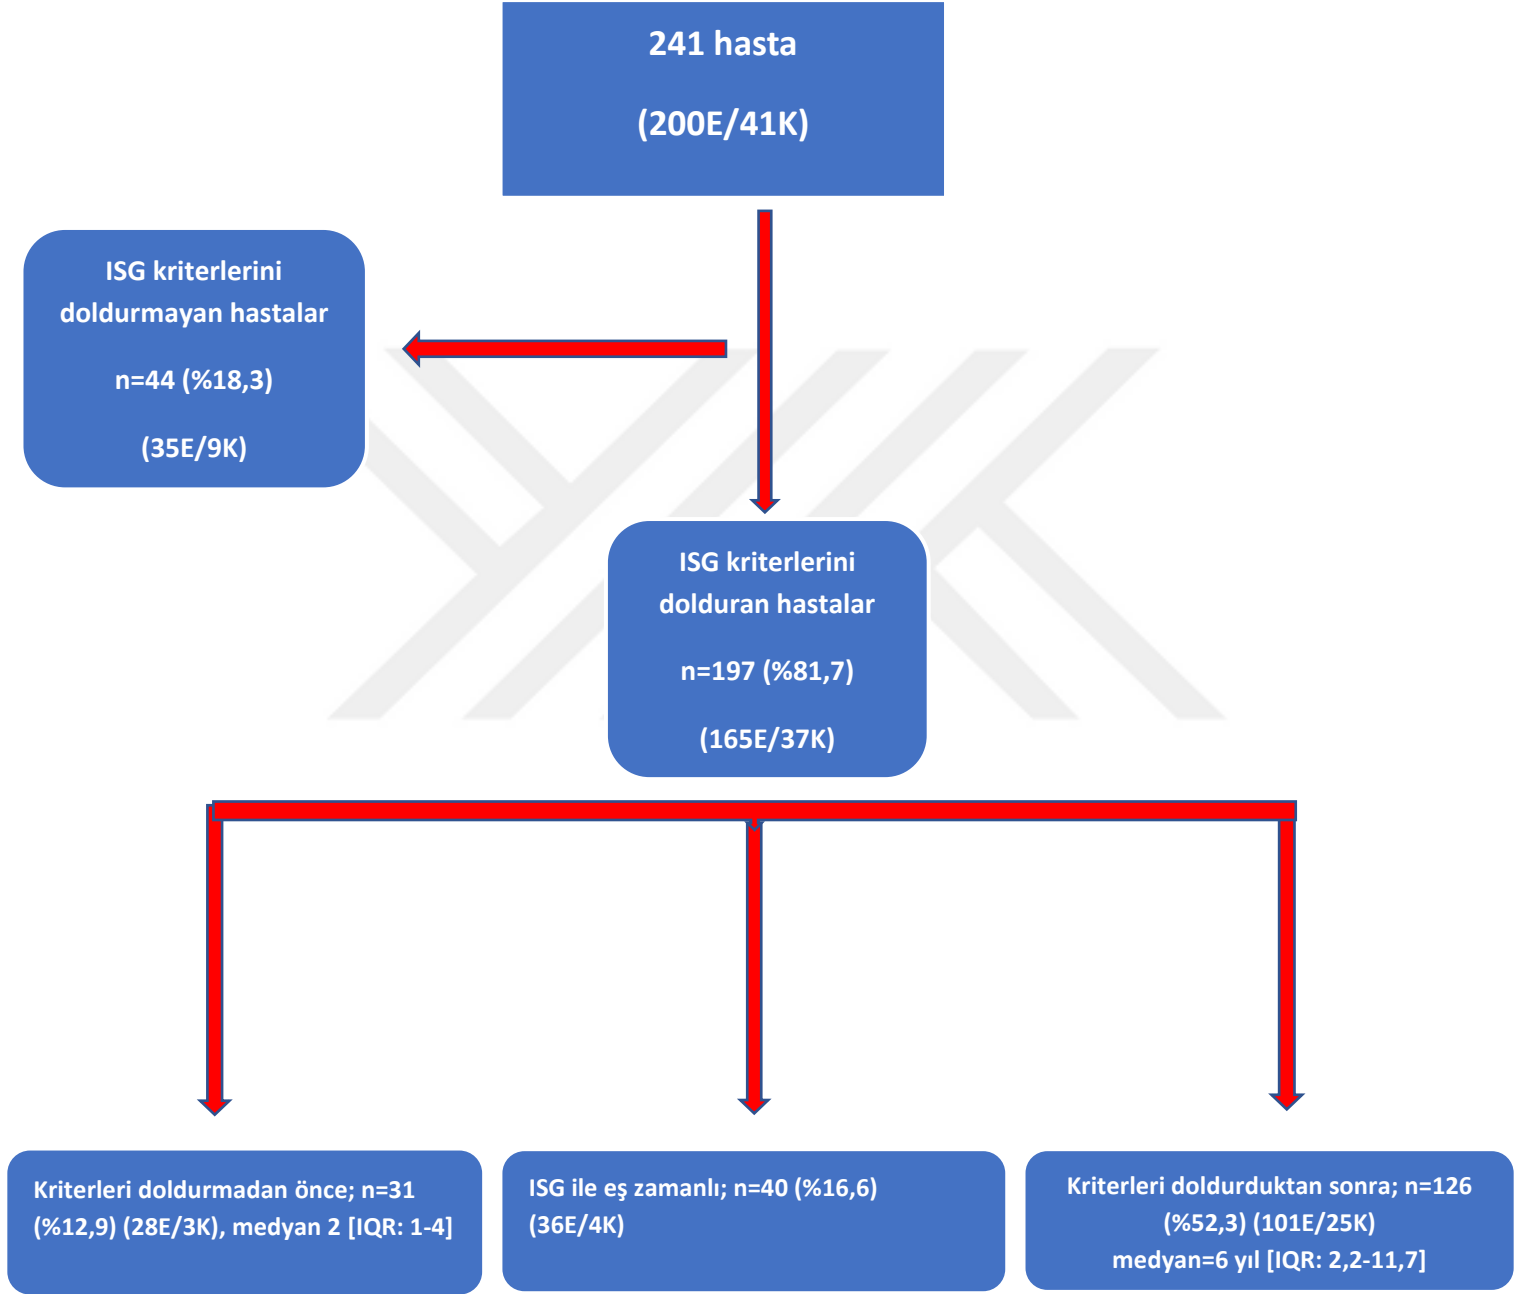 241 hasta
(200E/41K)
ISG kriterlerini
doldurmayan hastalar
n=44 (%18,3)
(35E/9K)
ISG kriterlerini
dolduran hastalar
n=197 (%81,7)
(165E/37K)
Kriterleri doldurmadan önce; n=31
(%12,9) (28E/3K), medyan 2 [IQR: 1-4]
ISG ile eş zamanlı; n=40 (%16,6)
(36E/4K)
Kriterleri doldurduktan sonra; n=126
(%52,3) (101E/25K)
medyan=6 yıl [IQR: 2,2-11,7]